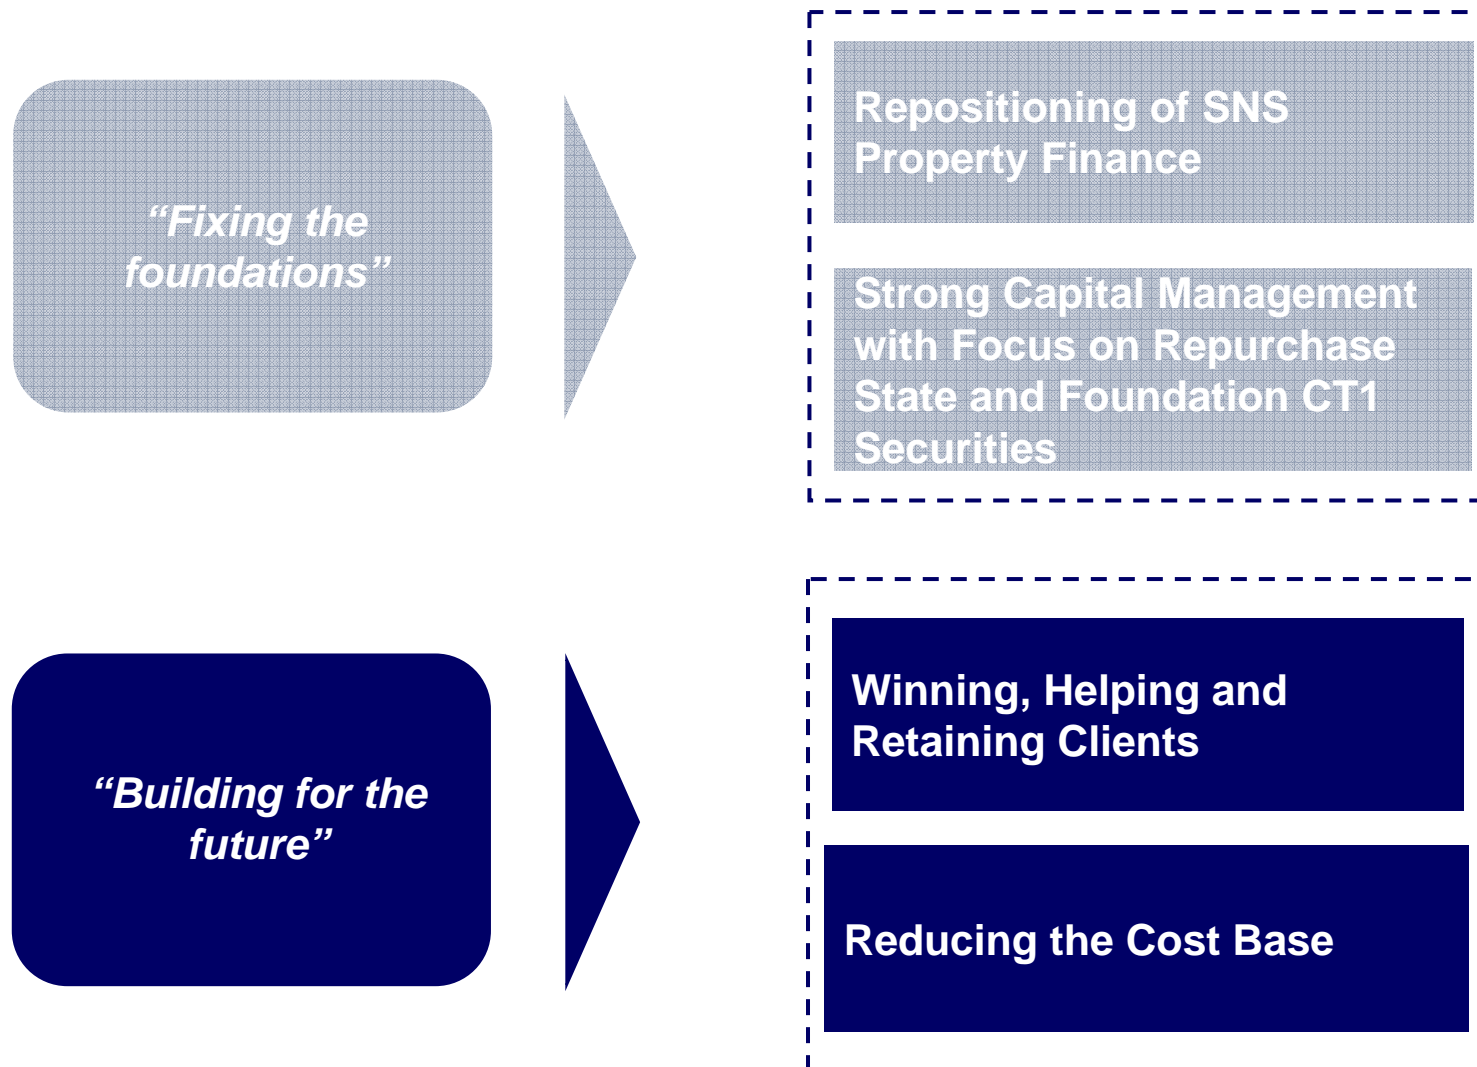 “Fixing the
foundations”
Repositioning of SNS
Property Finance
Strong Capital Management
with Focus on Repurchase
State and Foundation CT1
Securities
“Building for the
future”
Winning, Helping and
Retaining Clients
Reducing the Cost Base